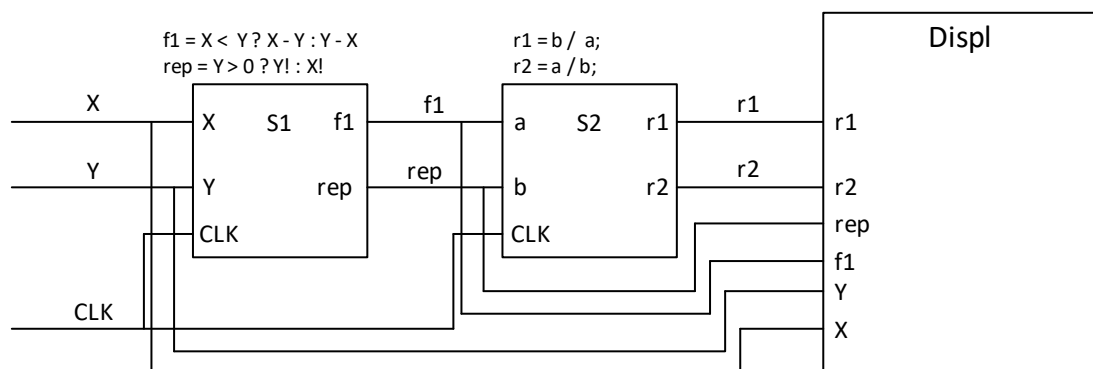 f1 = X < Y ? X - Y : Y - X
rep = Y > 0 ? Y! : X!
r1 = b / a;
r2 = a / b;
Displ
X
X
S1
f1
f1
a
S2
r1
r1
r1
Y
Y
rep
rep
b
r2
r2
r2
CLK
CLK
rep
f1
Y
CLK
X